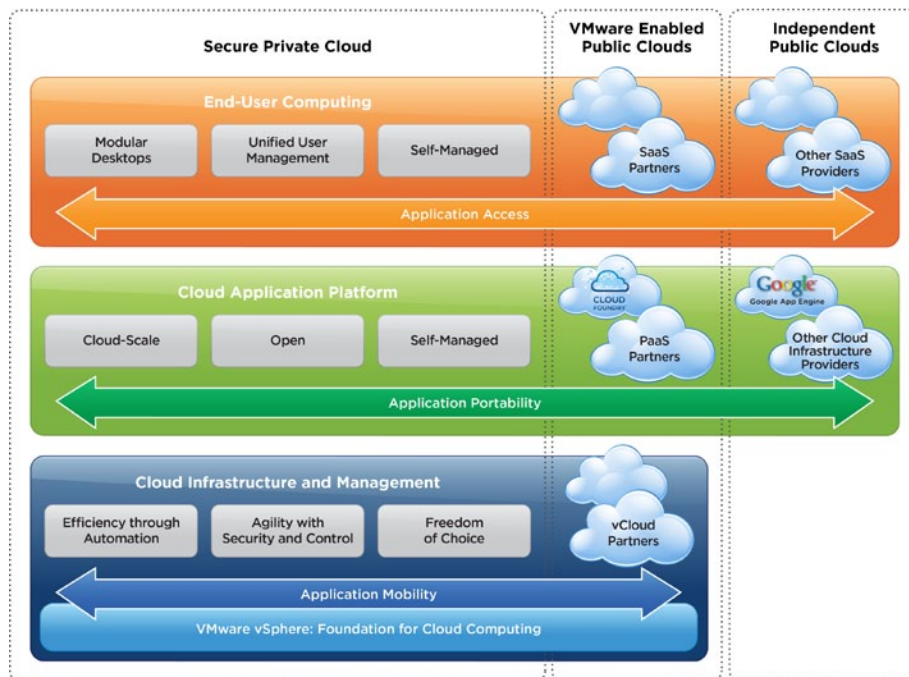 Secure Private Cloud
VMware Enabled
Public Clouds
Independent
Public Clouds
End-User Computing
Modular
Desktops
Unified User
Management
Self-Managed
SaaS
Partners
Other SaaS
Providers
Application Access
Cloud Application Platform
Cloud-Scale
Open
Self-Managed
CLOUD
FOUNDRY
PaaS
Partners
Google
Google App Engine
Other Cloud
Infrastructure
Providers
Application Portability
Cloud Infrastructure and Management
Efficiency through
Automation
Agility with
Security and Control
Freedom
of Choice
vCloud
Partners
Application Mobility
VMware vSphere: Foundation for Cloud Computing